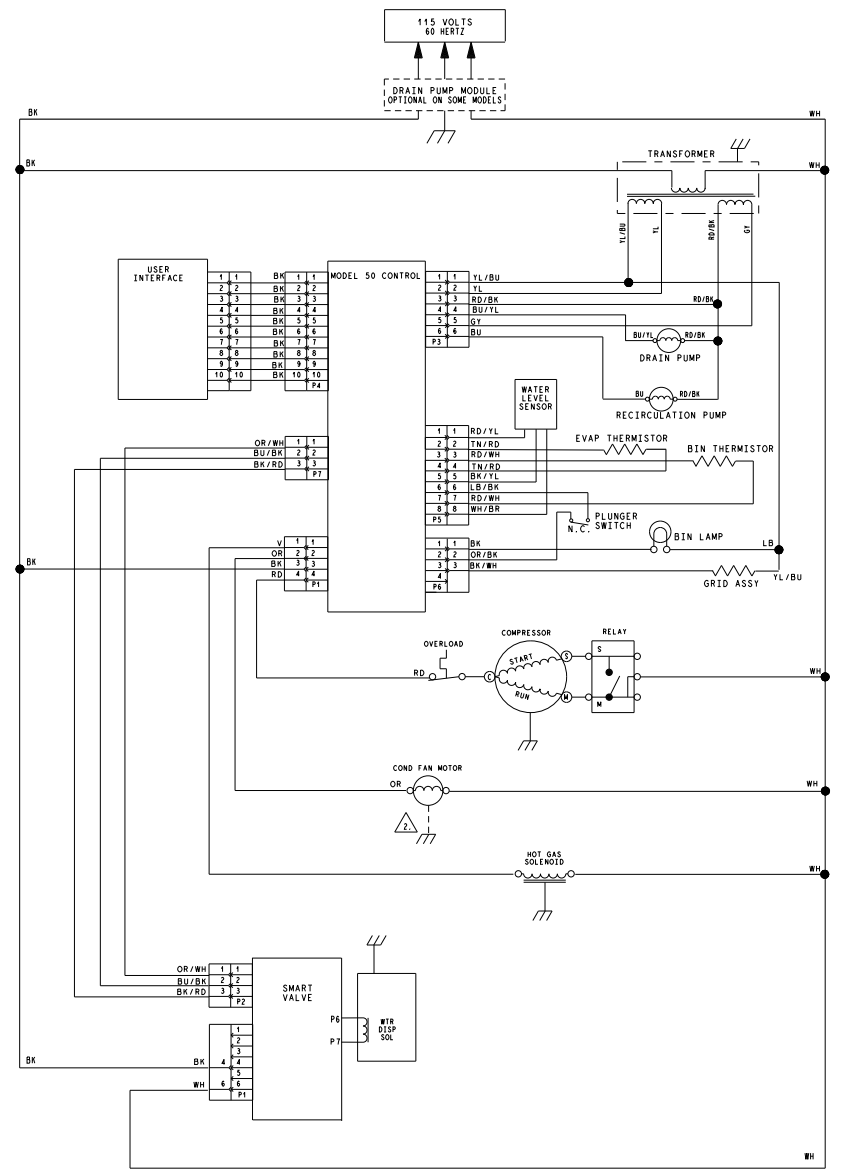 115 VOLTS
60 HERTZ
DRAIN PUMP MODULE
OPTIONAL ON SOME MODELS
BK
WH
TRANSFORMER
BK
WH
YL/BU
YL
RD/BK
GY
USER
INTERFACE
1 1
2 2
3 3
4 4
5 5
6 6
7 7
8 8
9 9
10 10
BK 1 1
BK 2 2
BK 3 3
BK 4 4
BK 5 5
BK 6 6
BK 7 7
BK 8 8
BK 9 9
BK 10 10
P4
MODEL 50 CONTROL
1 1 YL/BU
2 2 YL
3 3 RD/BK
RD/BK
4 4 BU/YL
5 5 GY
6 6 BU
P3
BU/YL
RD/BK
DRAIN PUMP
BU
RD/BK
RECIRCULATION PUMP
WATER
LEVEL
SENSOR
OR/WH 1 1
BU/BK 2 2
BK/RD 3 3
P7
1 1 RD/YL
2 2 TN/RD
3 3 RD/WH
4 4 TN/RD
5 5 BK/YL
6 6 LB/BK
7 7 RD/WH
8 8 WH/BR
P5
EVAP THERMISTOR
BIN THERMISTOR
PLUNGER
SWITCH
N.C.
V 1 1
OR 2 2
BK 3 3
RD 4 4
P1
BK
1 1 BK
2 2 OR/BK
3 3 BK/WH
4
P6
BIN LAMP
LB
GRID ASSY
YL/BU
OVERLOAD
COMPRESSOR
RELAY
RD
C
START
RUN
S
M
S
M
WH
COND FAN MOTOR
OR
WH
2.
HOT GAS
SOLENOID
WH
OR/WH 1 1
BU/BK 2 2
BK/RD 3 3
P2
SMART
VALVE
P6
P7
WTR
DISP
SOL
1
2
3
BK
BK 4 4
5
WH 6 6
P1
WH